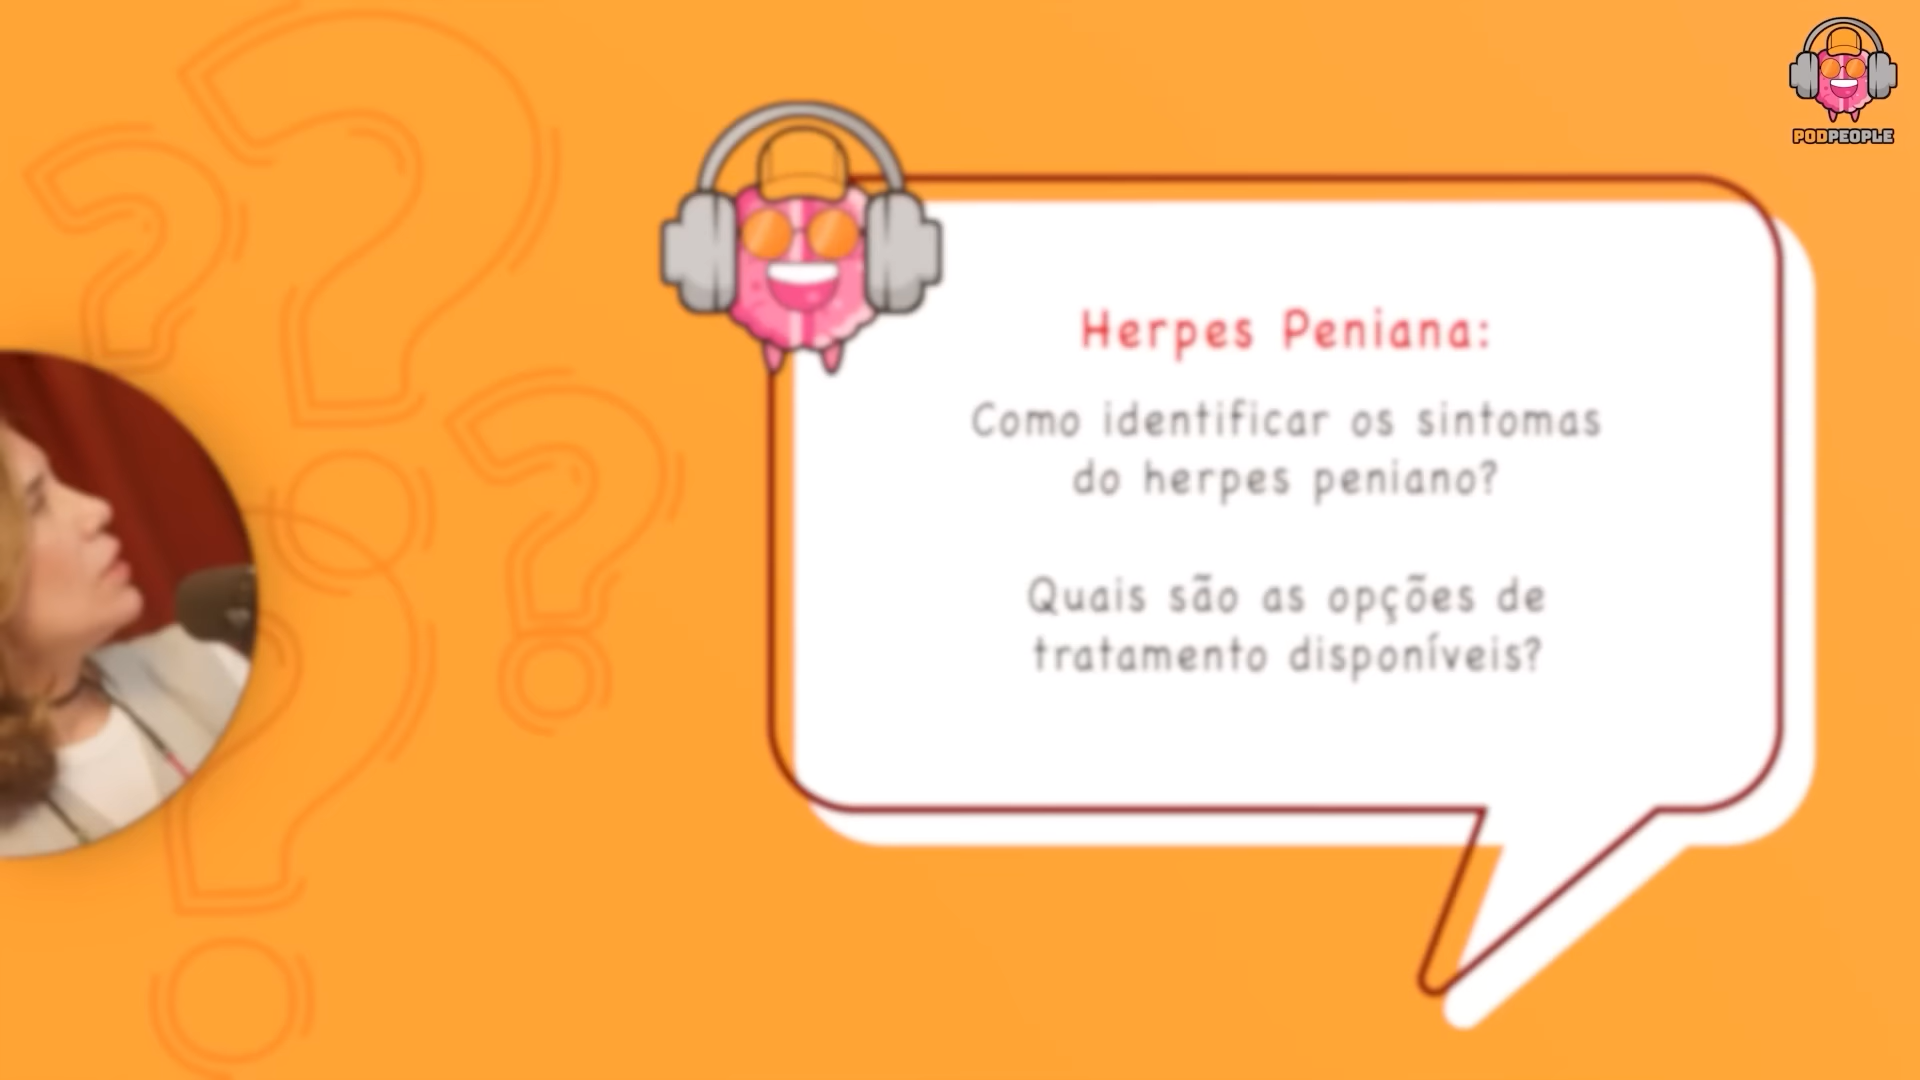 PODPEOPLE
Herpes Peniana:
Como identificar os sintomas
do herpes peniano?
Quais são as opções de
tratamento disponíveis?